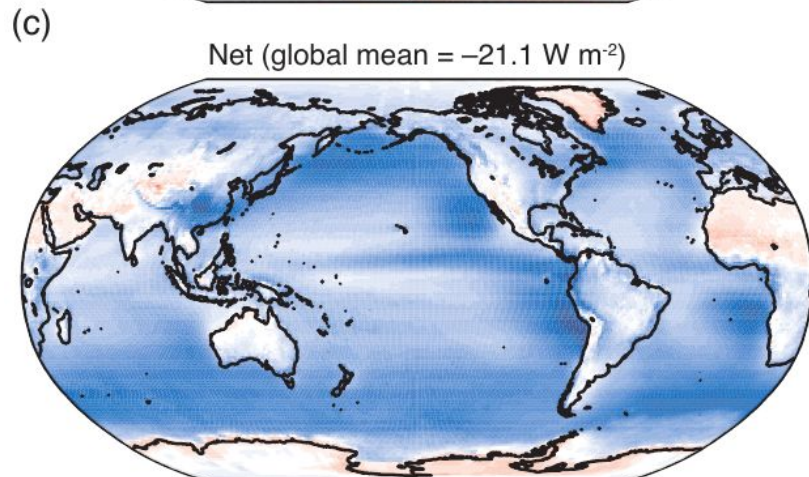 (c)
Net (global mean = –21.1 W m⁻²)